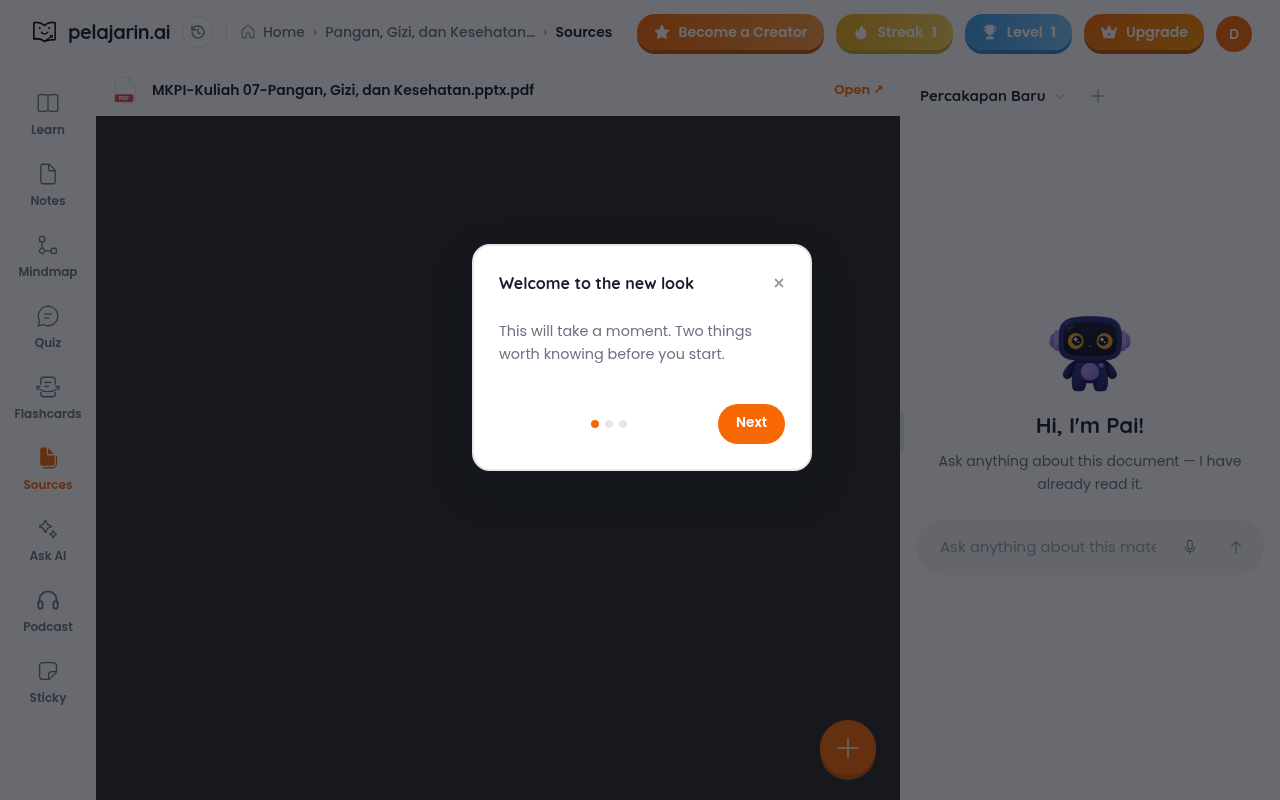 pelajarin.ai
Home › Pangan, Gizi, dan Kesehatan... › Sources
Become a Creator
Streak 1
Level 1
Upgrade
D
Learn
Notes
Mindmap
Quiz
Flashcards
Sources
Ask AI
Podcast
Sticky
PDF
MKPI-Kuliah 07-Pangan, Gizi, dan Kesehatan.pptx.pdf
Open ↗
Welcome to the new look
×
This will take a moment. Two things
worth knowing before you start.
Next
Percakapan Baru
Hi, I'm Pai!
Ask anything about this document — I have
already read it.
Ask anything about this mate